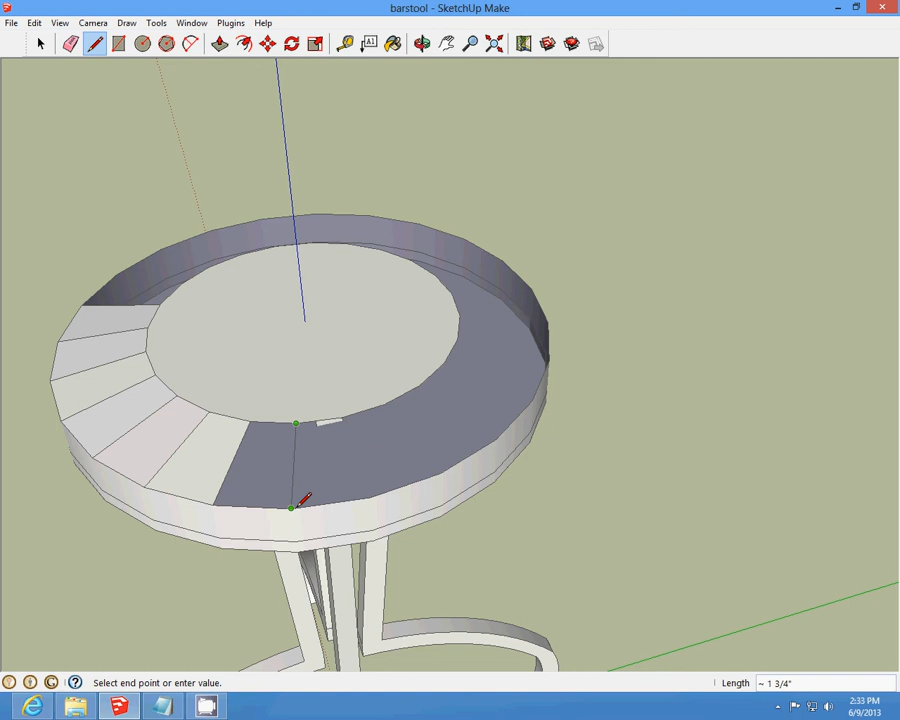 barstool - SketchUp Make
File Edit View Camera Draw Tools Window Plugins Help
A1
Select end point or enter value.
Length ~ 1 3/4"
2:33 PM
6/9/2013